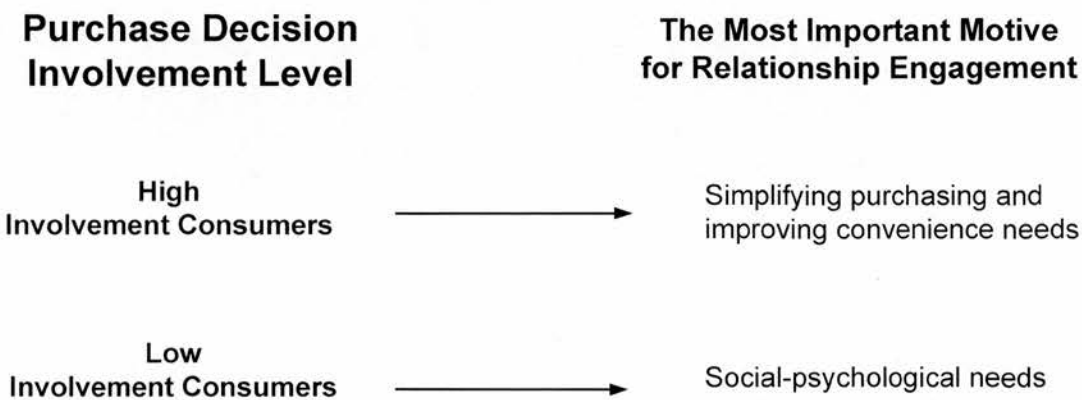 Purchase Decision
Involvement Level
The Most Important Motive
for Relationship Engagement
High
Involvement Consumers
Simplifying purchasing and
improving convenience needs
Low
Involvement Consumers
Social-psychological needs